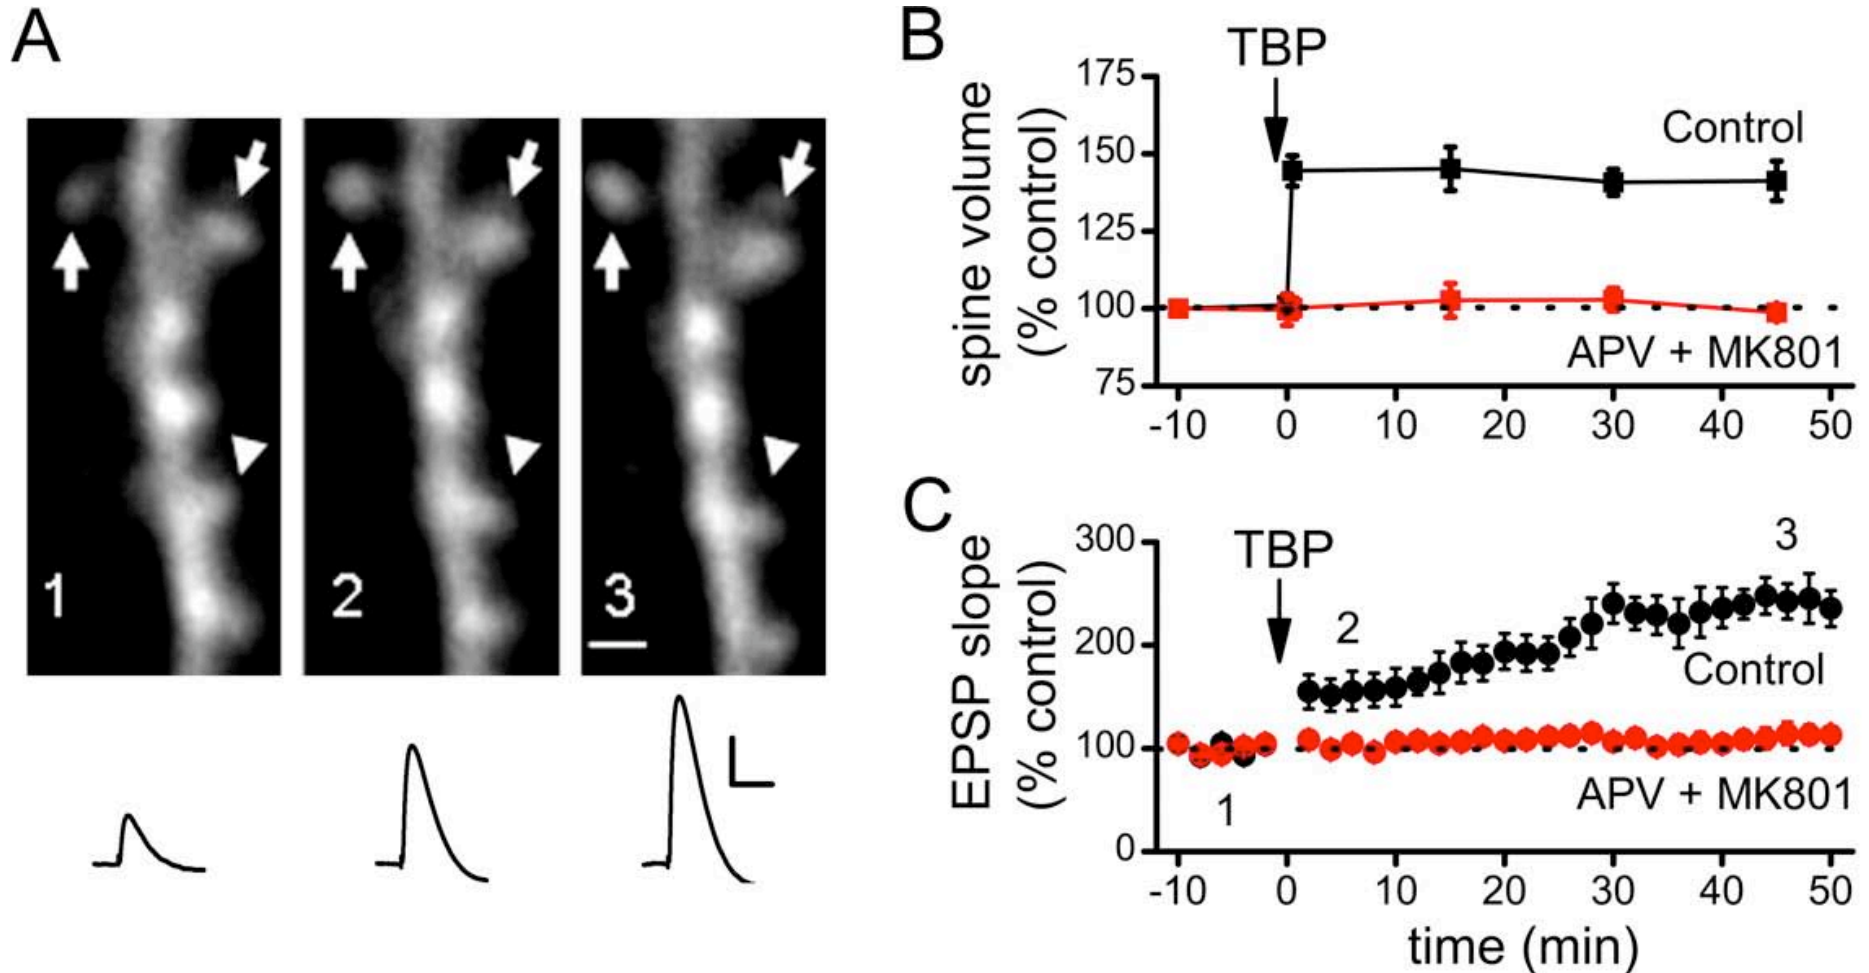 A
1
2
3
B
TBP
spine volume
(% control)
175
150
125
100
75
Control
APV + MK801
-10 0 10 20 30 40 50
C
TBP
EPSP slope
(% control)
300
200
100
0
1
2
3
Control
APV + MK801
-10 0 10 20 30 40 50
time (min)